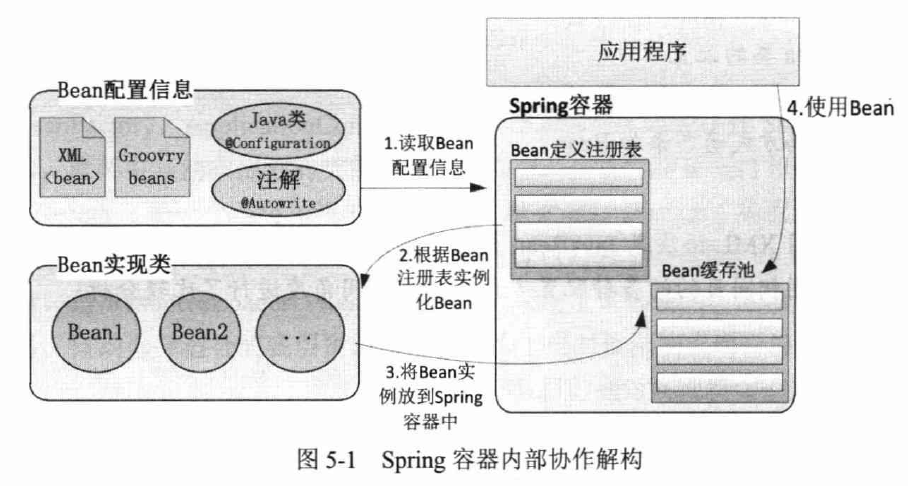 应用程序
Bean配置信息
XML
<bean>
Groovry
beans
Java类
@Configuration
注解
@Autowrite
1.读取Bean
配置信息
Spring容器
4.使用Bean
Bean定义注册表
2.根据Bean
注册表实例
化Bean
Bean缓存池
Bean实现类
Bean1
Bean2
...
3.将Bean实
例放到Spring
容器中
图 5-1 Spring 容器内部协作解构